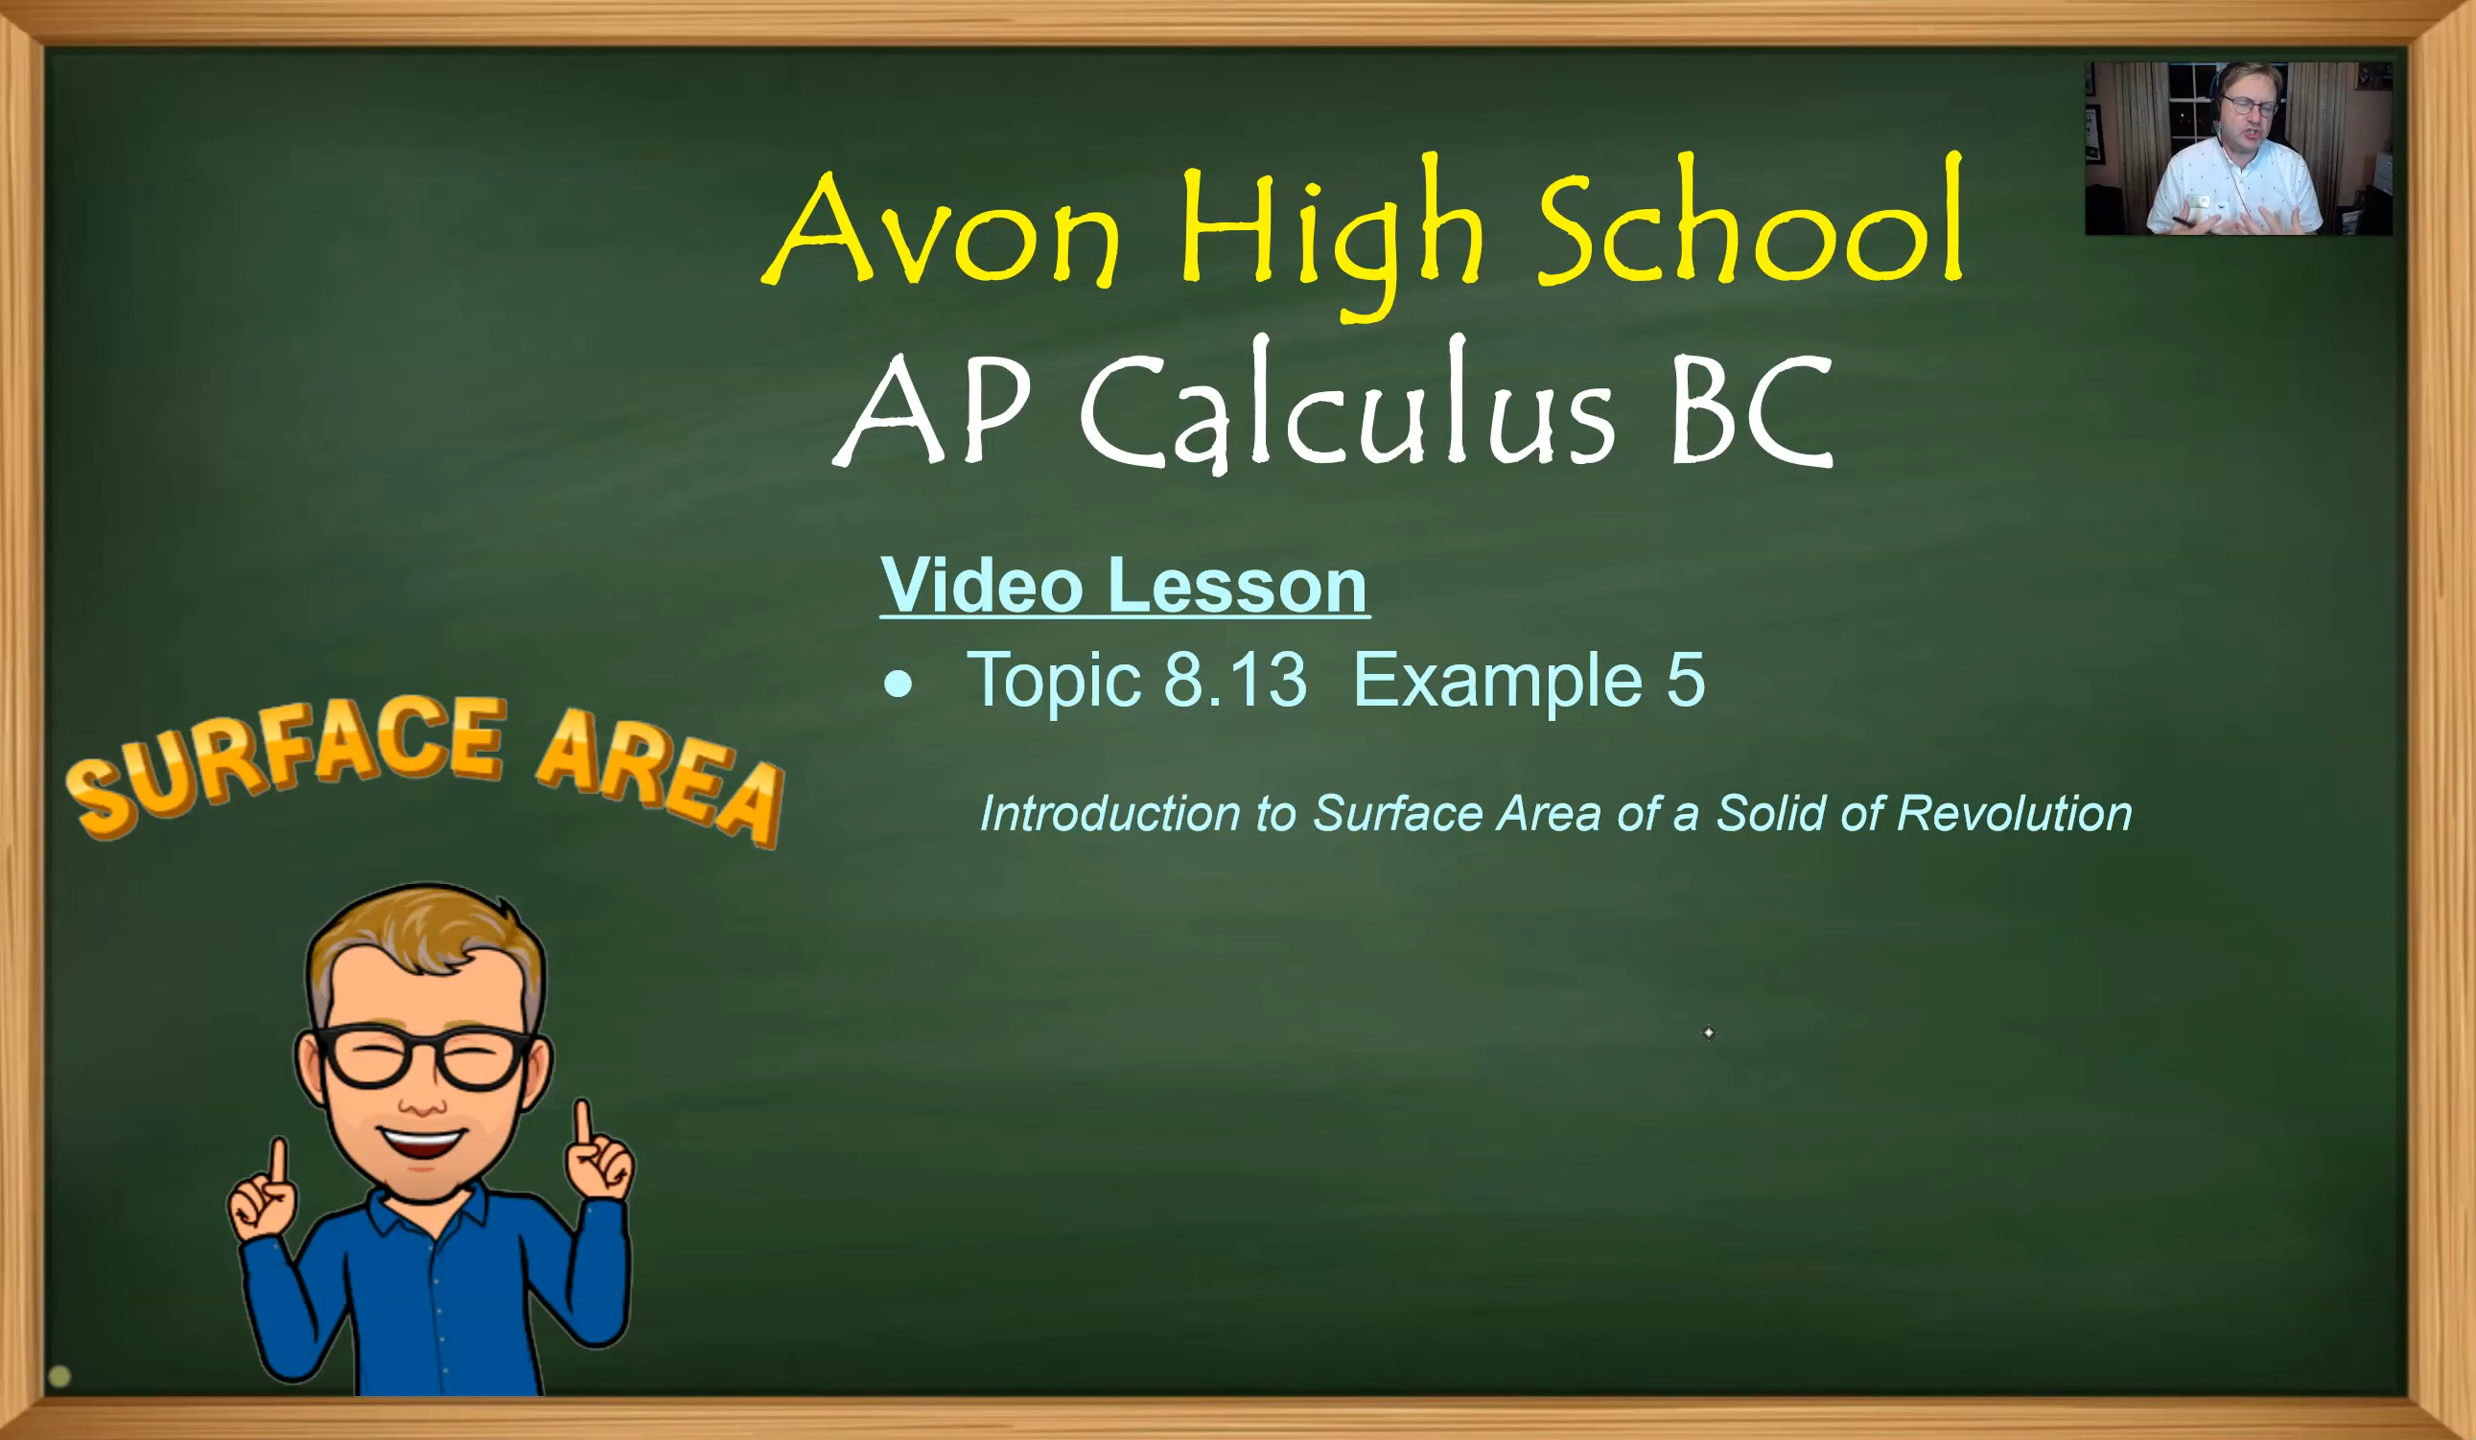 Avon High School
AP Calculus BC
Video Lesson
• Topic 8.13 Example 5
SURFACE AREA
Introduction to Surface Area of a Solid of Revolution